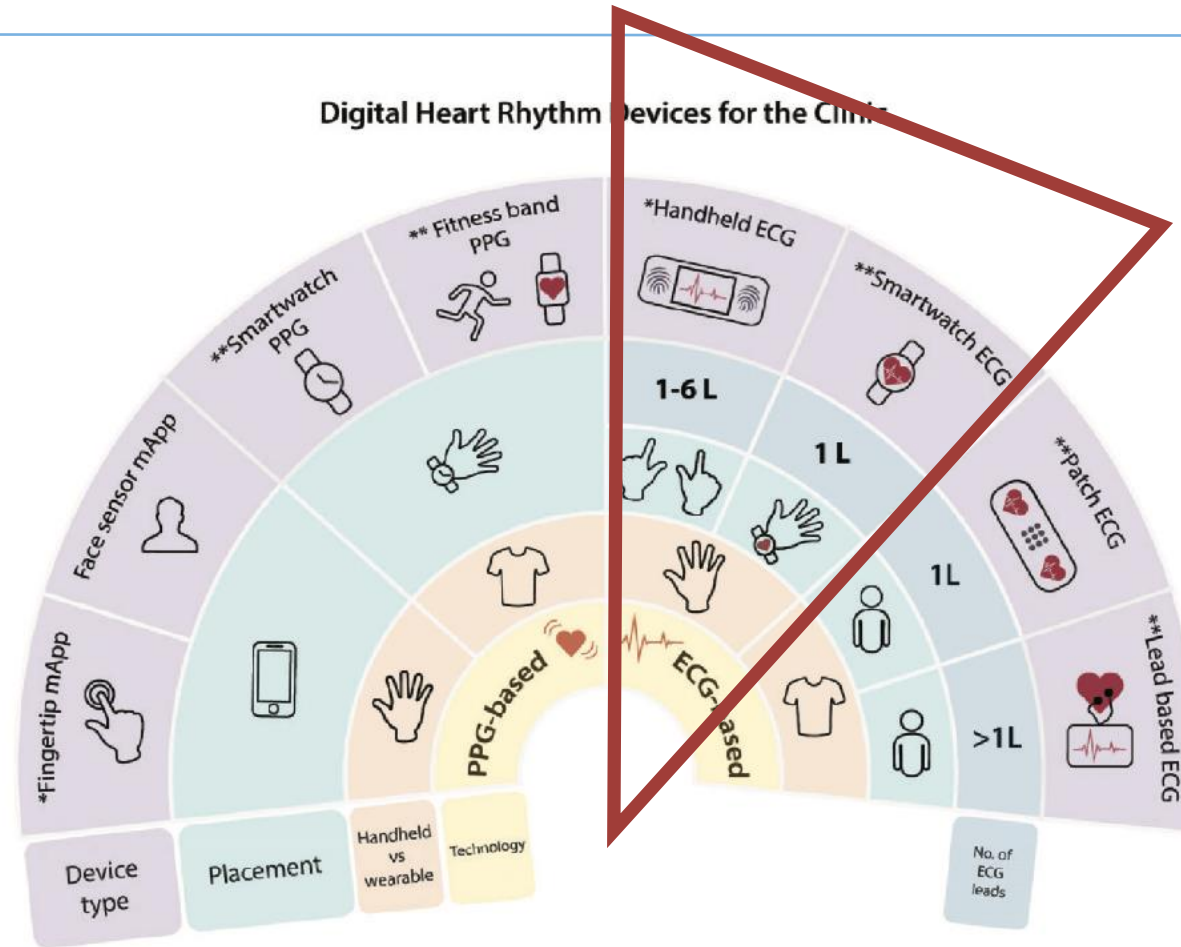 Digital Heart Rhythm Devices for the Clinic
*Fingertip mApp
Face sensor mApp
**Smartwatch
PPG
** Fitness band
PPG
*Handheld ECG
**Smartwatch ECG
**Patch ECG
**Lead based ECG
1-6 L
1 L
1L
>1L
PPG-based
ECG-based
Device
type
Placement
Handheld
vs
wearable
Technology
No. of
ECG
leads